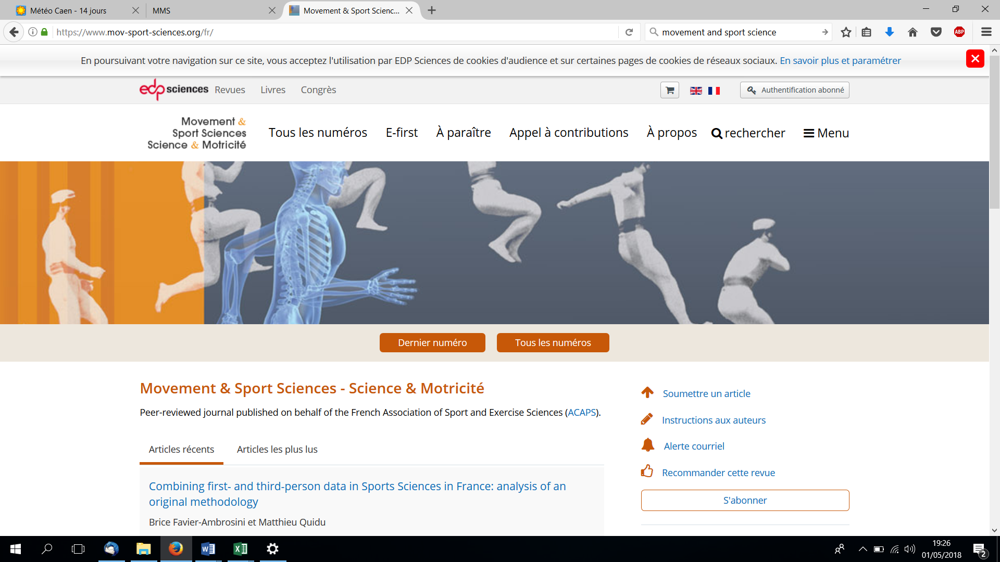 Météo Caen - 14 jours
MMS
Movement & Sport Scienc...
https://www.mov-sport-sciences.org/fr/
movement and sport science
ABP
En poursuivant votre navigation sur ce site, vous acceptez l'utilisation par EDP Sciences de cookies d'audience et sur certaines pages de cookies de réseaux sociaux. En savoir plus et paramétrer
edp sciences
Revues
Livres
Congrès
Authentification abonné
Movement &
Sport Sciences
Science & Motricité
Tous les numéros
E-first
À paraître
Appel à contributions
À propos
rechercher
Menu
Dernier numéro
Tous les numéros
Movement & Sport Sciences - Science & Motricité
Peer-reviewed journal published on behalf of the French Association of Sport and Exercise Sciences (ACAPS).
Articles récents
Articles les plus lus
Combining first- and third-person data in Sports Sciences in France: analysis of an
original methodology
Brice Favier-Ambrosini et Matthieu Quidu
Soumettre un article
Instructions aux auteurs
Alerte courriel
Recommander cette revue
S'abonner
19:26
01/05/2018
2